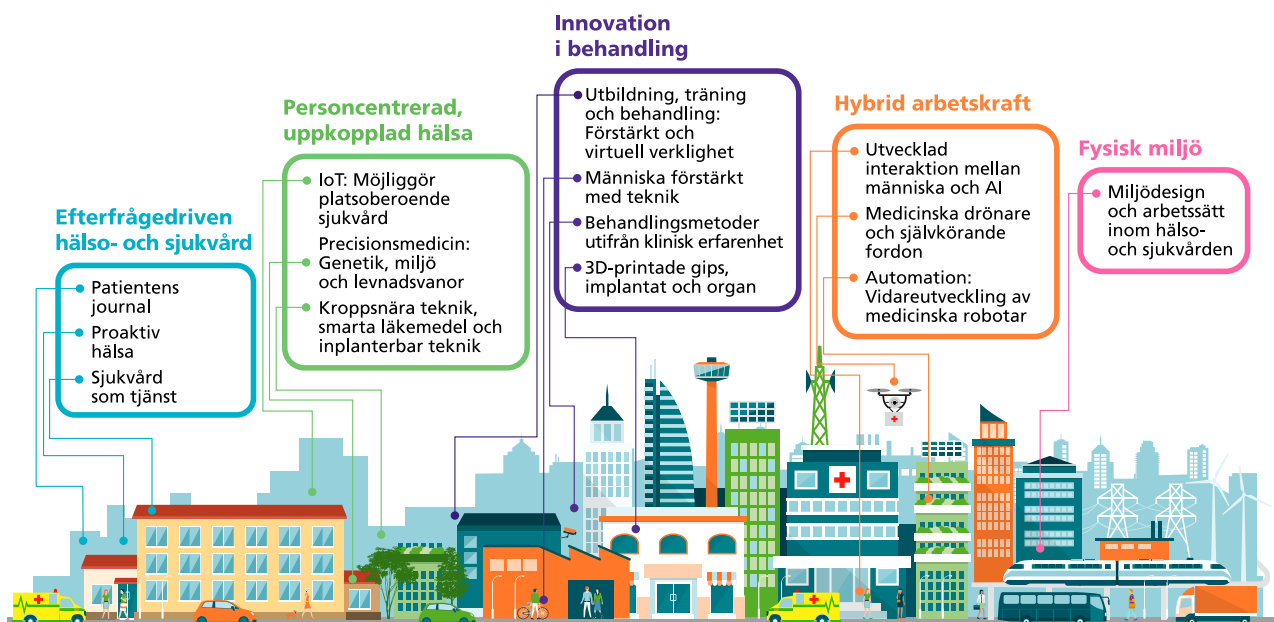 Efterfrågedriven
hälso- och sjukvård
Patientens
journal
Proaktiv
hälsa
Sjukvård
som tjänst
Personcentrerad,
uppkopplad hälsa
IoT: Möjliggör
platsoberoende
sjukvård
Precisionsmedicin:
Genetik, miljö
och levnadsvanor
Kroppsnära teknik,
smarta läkemedel och
inplanterbar teknik
Innovation
i behandling
Utbildning, träning
och behandling:
Förstärkt och
virtuell verklighet
Människa förstärkt
med teknik
Behandlingsmetoder
utifrån klinisk erfarenhet
3D-printade gips,
implantat och organ
Hybrid arbetskraft
Utvecklad
interaktion mellan
människa och AI
Medicinska drönare
och självkörande
fordon
Automation:
Vidareutveckling av
medicinska robotar
Fysisk miljö
Miljödesign
och arbetssätt
inom hälso-
och sjukvården